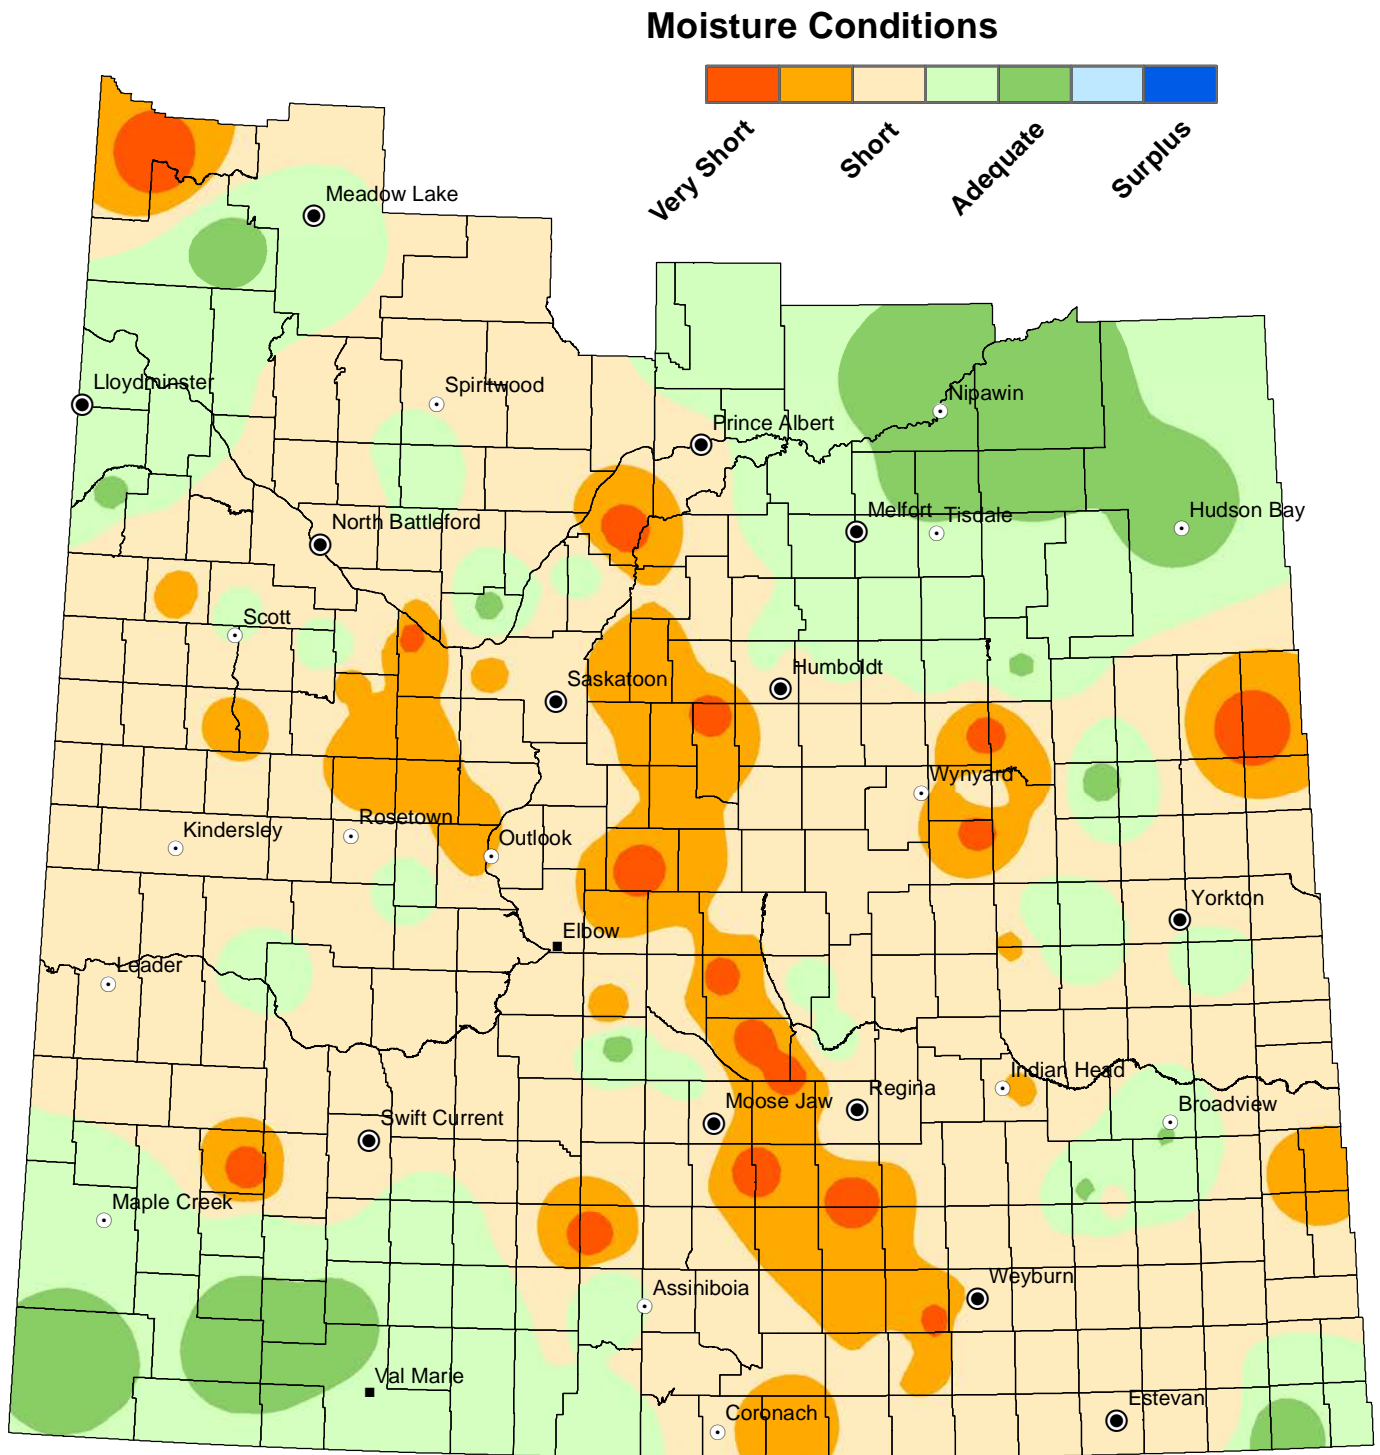 Moisture Conditions
Very Short
Short
Adequate
Surplus
Meadow Lake
Lloydminster
Spiritwood
Nipawin
Prince Albert
Melfort
Tisdale
Hudson Bay
North Battleford
Scott
Saskatoon
Humboldt
Wynyard
Kindersley
Rosetown
Outlook
Yorkton
Elbow
Leader
Indian Head
Regina
Moose Jaw
Broadview
Swift Current
Maple Creek
Assiniboia
Weyburn
Val Marie
Coronach
Estevan